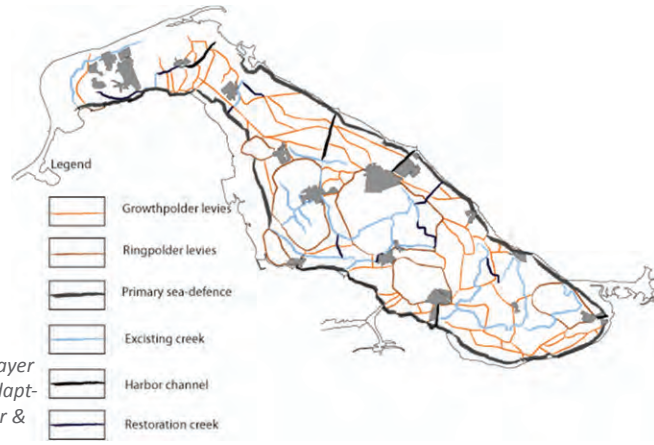 Legend
Growthpolder levies
Ringpolder levies
Primary sea-defence
Excisting creek
Harbor channel
Restoration creek